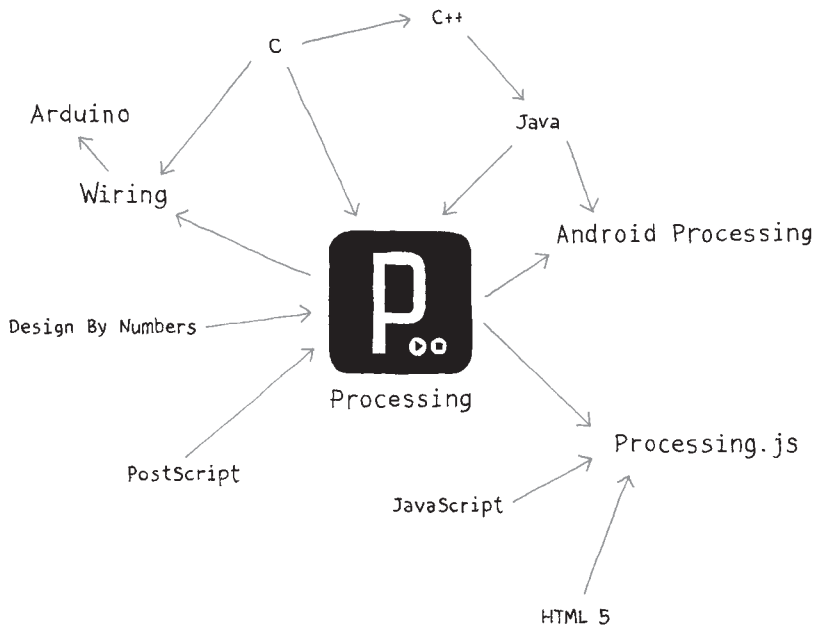 C++
C
Arduino
Java
Wiring
Android Processing
P
Design By Numbers
Processing
Processing.js
PostScript
JavaScript
HTML 5